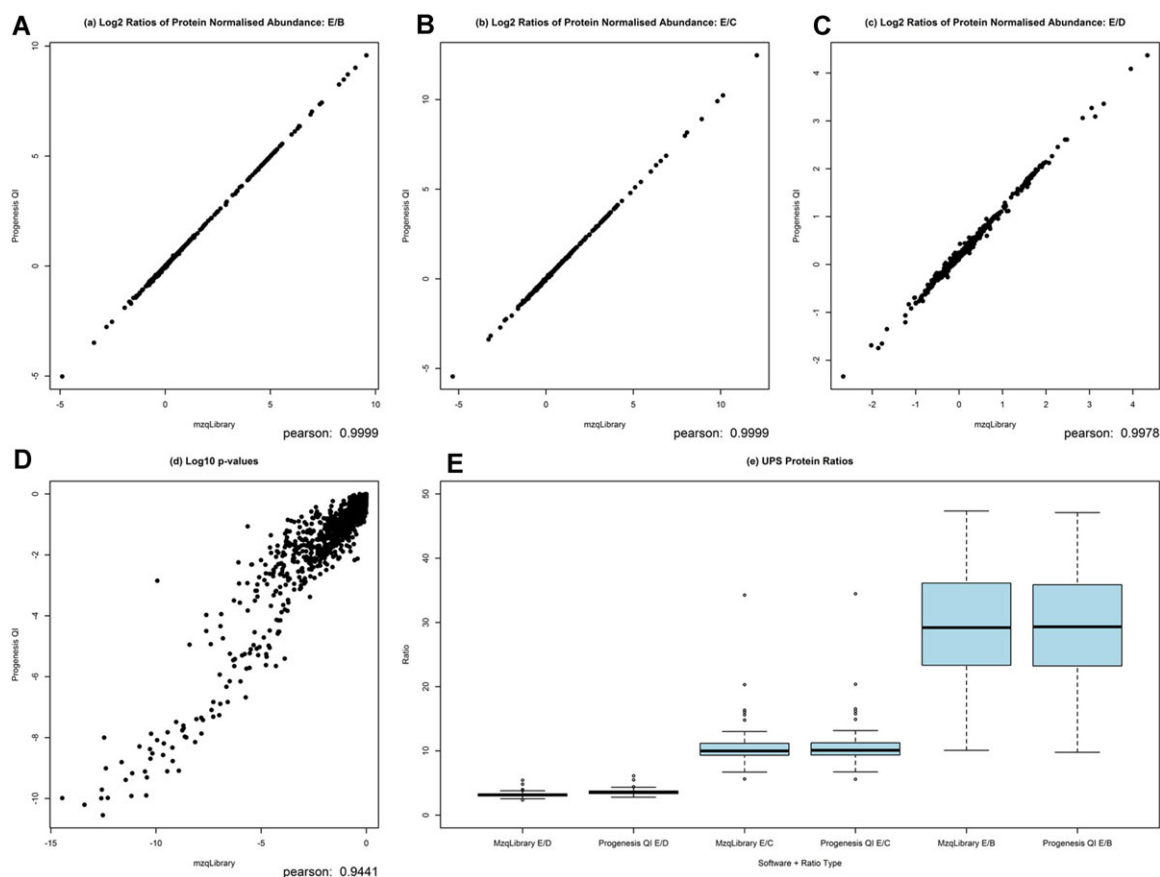 A
(a) Log2 Ratios of Protein Normalised Abundance: E/B
Progenesis QI
10
5
0
-5
-5 0 5 10
mzqLibrary
pearson: 0.9999
B
(b) Log2 Ratios of Protein Normalised Abundance: E/C
Progenesis QI
10
5
0
-5
-5 0 5 10
mzqLibrary
pearson: 0.9999
C
(c) Log2 Ratios of Protein Normalised Abundance: E/D
Progenesis QI
4
3
2
1
0
-1
-2
-2 -1 0 1 2 3 4
mzqLibrary
pearson: 0.9978
D
(d) Log10 p-values
Progenesis QI
0
-2
-4
-6
-8
-10
-15 -10 -5 0
mzqLibrary
pearson: 0.9441
E
(e) UPS Protein Ratios
Ratio
50
40
30
20
10
0
MzqLibrary E/D Progenesis QI E/D MzqLibrary E/C Progenesis QI E/C MzqLibrary E/B Progenesis QI E/B
Software + Ratio Type